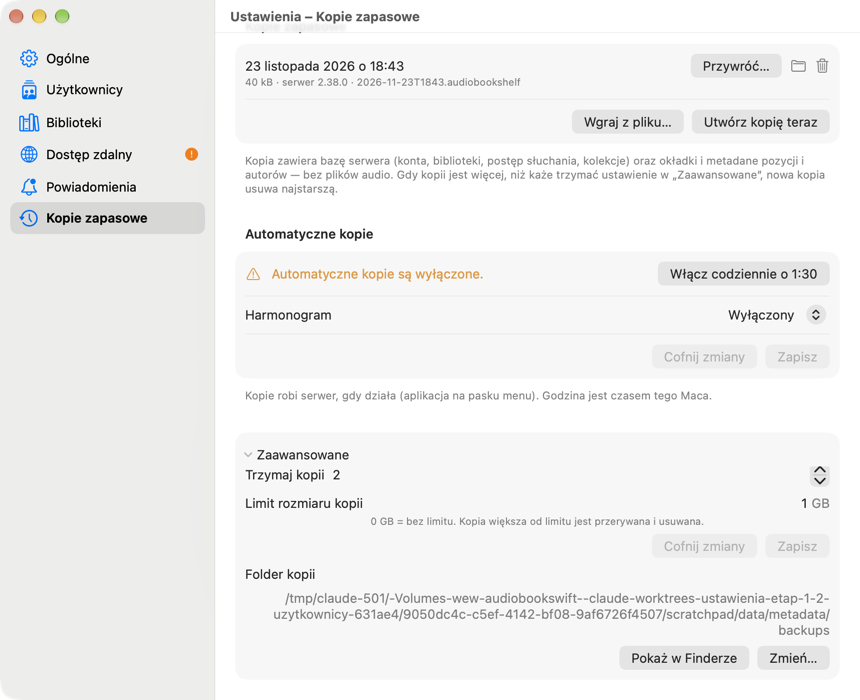 Ustawienia – Kopie zapasowe
Ogólne
Użytkownicy
Biblioteki
Dostęp zdalny
Powiadomienia
Kopie zapasowe
23 listopada 2026 o 18:43
40 kB · serwer 2.38.0 · 2026-11-23T1843.audiobookshelf
Przywróć...
Wgraj z pliku...
Utwórz kopię teraz
Kopia zawiera bazę serwera (konta, biblioteki, postęp słuchania, kolekcje) oraz okładki i metadane pozycji i
autorów — bez plików audio. Gdy kopii jest więcej, niż każe trzymać ustawienie w „Zaawansowane”, nowa kopia
usuwa najstarszą.
Automatyczne kopie
Automatyczne kopie są wyłączone.
Włącz codziennie o 1:30
Harmonogram
Wyłączony
Cofnij zmiany
Zapisz
Kopie robi serwer, gdy działa (aplikacja na pasku menu). Godzina jest czasem tego Maca.
Zaawansowane
Trzymaj kopii 2
Limit rozmiaru kopii
1 GB
0 GB = bez limitu. Kopia większa od limitu jest przerywana i usuwana.
Cofnij zmiany
Zapisz
Folder kopii
/tmp/claude-501/-Volumes-wew-audiobookswift--claude-worktrees-ustawienia-etap-1-2-
uzytkownicy-631ae4/9050dc4c-c5ef-4142-bf08-9af6726f4507/scratchpad/data/metadata/
backups
Pokaż w Finderze
Zmień...